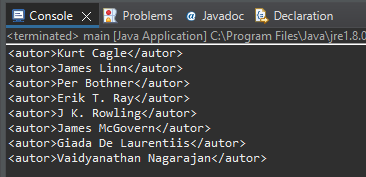 Console Problems Javadoc Declaration
<terminated> main [Java Application] C:\Program Files\Java\jre1.8.0
<autor>Kurt Cagle</autor>
<autor>James Linn</autor>
<autor>Per Bothner</autor>
<autor>Erik T. Ray</autor>
<autor>J K. Rowling</autor>
<autor>James McGovern</autor>
<autor>Giada De Laurentiis</autor>
<autor>Vaidyanathan Nagarajan</autor>